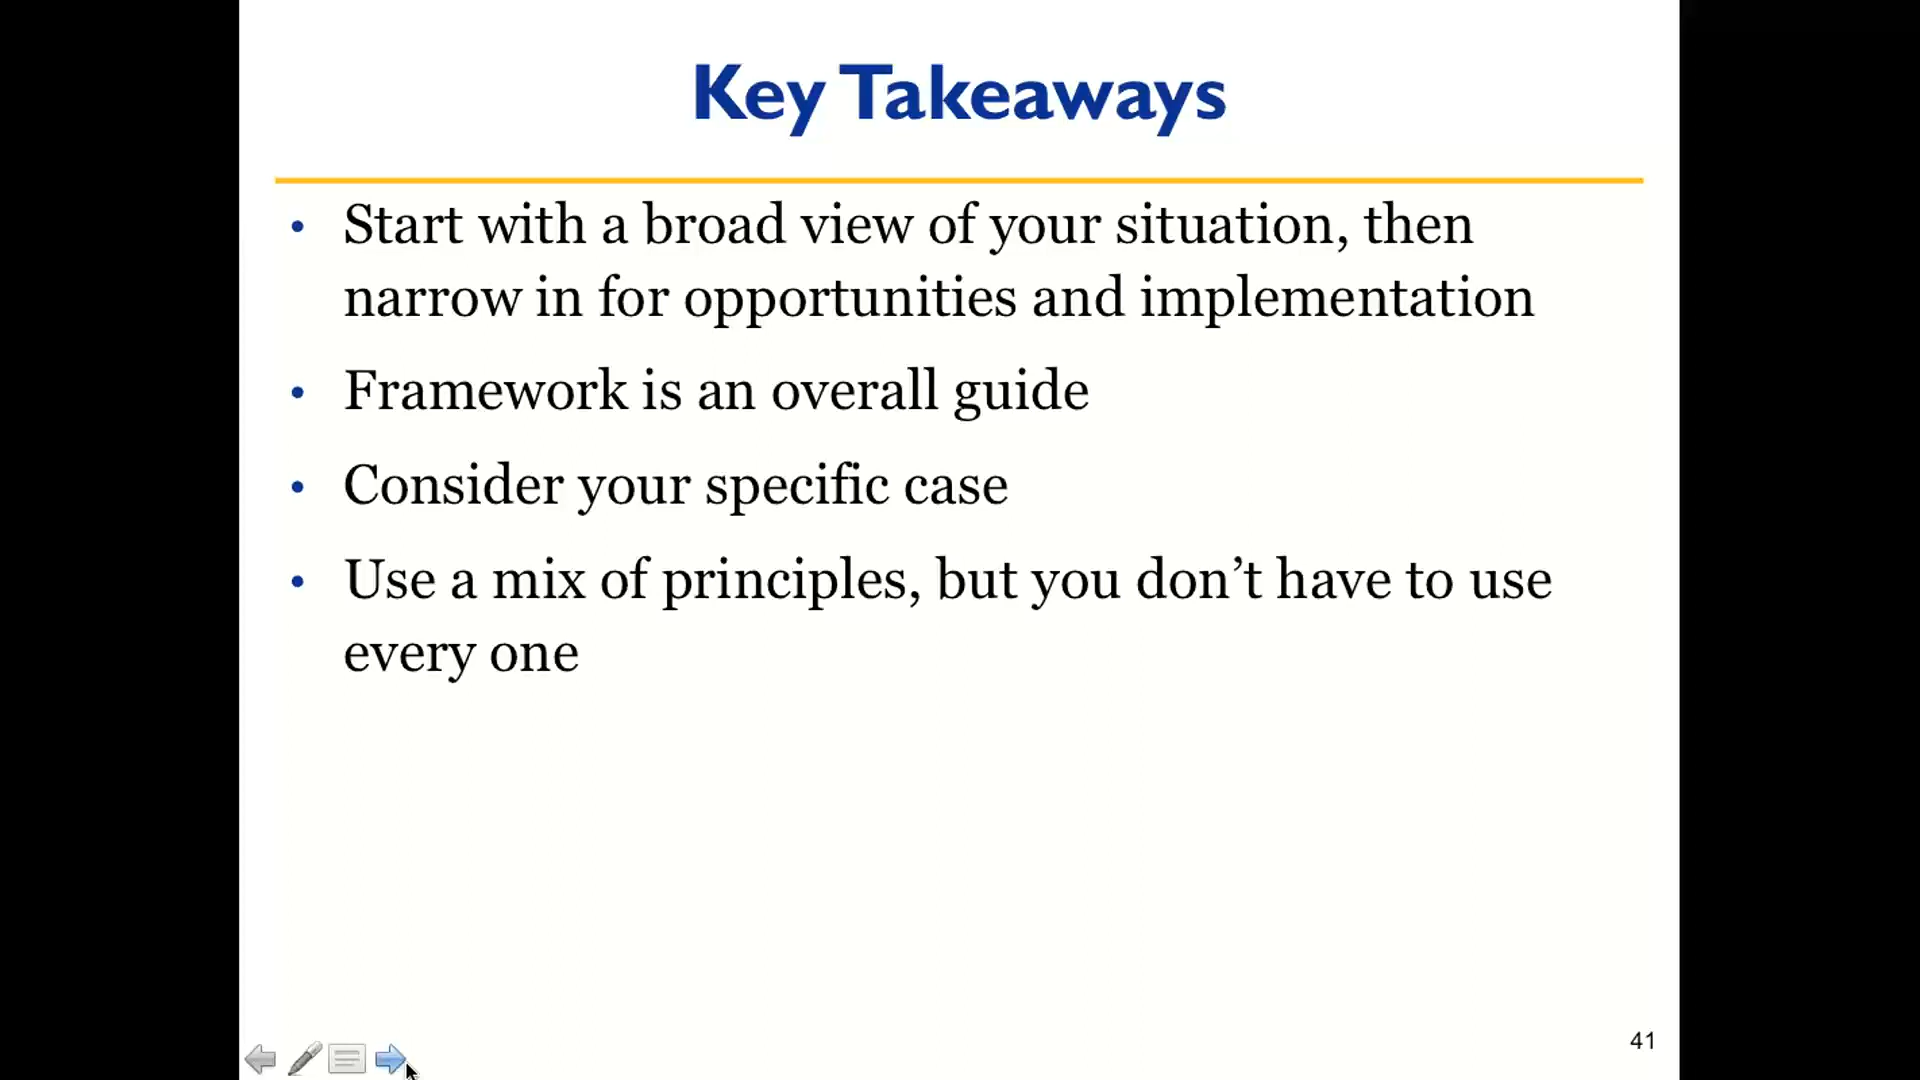 Key Takeaways
• Start with a broad view of your situation, then
narrow in for opportunities and implementation
• Framework is an overall guide
• Consider your specific case
• Use a mix of principles, but you don’t have to use
every one
41